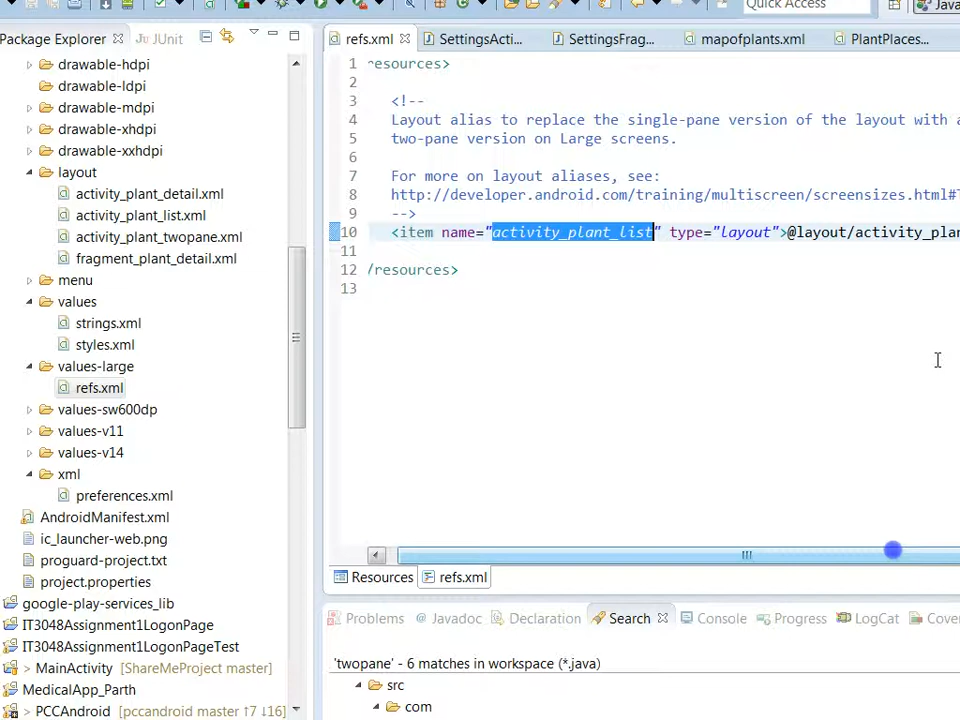 Quick Access
Java
Package Explorer
JUnit
drawable-hdpi
drawable-ldpi
drawable-mdpi
drawable-xhdpi
drawable-xxhdpi
layout
activity_plant_detail.xml
activity_plant_list.xml
activity_plant_twopane.xml
fragment_plant_detail.xml
menu
values
strings.xml
styles.xml
values-large
refs.xml
values-sw600dp
values-v11
values-v14
xml
preferences.xml
AndroidManifest.xml
ic_launcher-web.png
proguard-project.txt
project.properties
google-play-services_lib
IT3048Assignment1LogonPage
IT3048Assignment1LogonPageTest
> MainActivity [ShareMeProject master]
MedicalApp_Parth
> PCCAndroid [pccandroid master ↑7 ↓16]
refs.xml
SettingsActi...
SettingsFrag...
mapofplants.xml
PlantPlaces...
1 resources>
2
3 <!--
4 Layout alias to replace the single-pane version of the layout with a
5 two-pane version on Large screens.
6
7 For more on layout aliases, see:
8 http://developer.android.com/training/multiscreen/screensizes.html#T
9 -->
10 <item name="activity_plant_list" type="layout">@layout/activity_plan
11
12 /resources>
13
Resources
refs.xml
Problems
@ Javadoc
Declaration
Search
Console
Progress
LogCat
Cover
'twopane' - 6 matches in workspace (*.java)
src
com